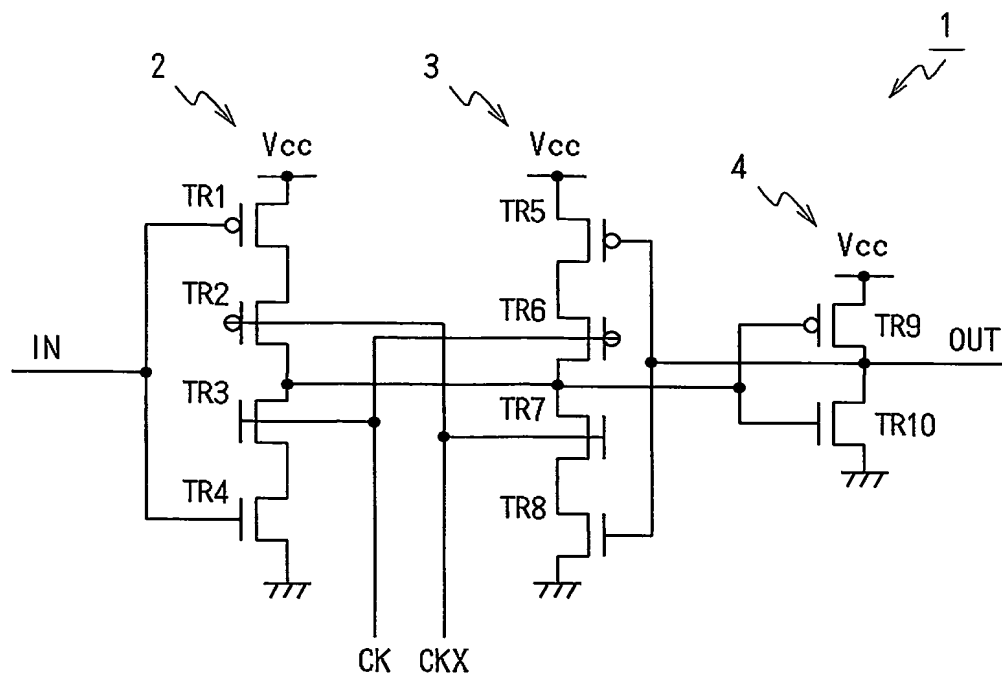 1
2
3
Vcc
Vcc
4
TR1
TR5
Vcc
TR2
TR6
IN
TR9
OUT
TR3
TR7
TR10
TR4
TR8
CK
CKX